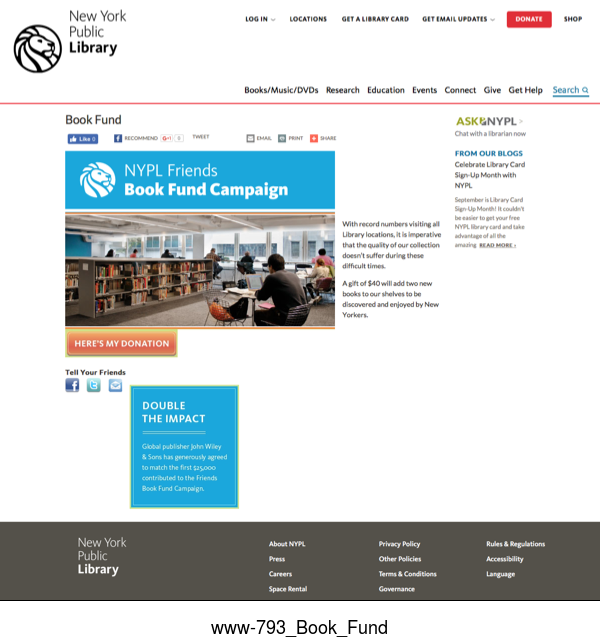 New York
Public
Library
LOG IN
LOCATIONS
GET A LIBRARY CARD
GET EMAIL UPDATES
DONATE
SHOP
Books/Music/DVDs Research Education Events Connect Give Get Help Search
Book Fund
Like 0
RECOMMEND
G+1 0
TWEET
EMAIL
PRINT
SHARE
NYPL Friends
Book Fund Campaign
With record numbers visiting all
Library locations, it is imperative
that the quality of our collection
doesn't suffer during these
difficult times.
A gift of $40 will add two new
books to our shelves to be
discovered and enjoyed by New
Yorkers.
HERE'S MY DONATION
Tell Your Friends
DOUBLE
THE IMPACT
Global publisher John Wiley
& Sons has generously agreed
to match the first $25,000
contributed to the Friends
Book Fund Campaign.
ASK NYPL >
Chat with a librarian now
FROM OUR BLOGS
Celebrate Library Card
Sign-Up Month with
NYPL
September is Library Card
Sign-Up Month! It couldn't
be easier to get your free
NYPL library card and take
advantage of all the
amazing READ MORE ›
New York
Public
Library
About NYPL
Press
Careers
Space Rental
Privacy Policy
Other Policies
Terms & Conditions
Governance
Rules & Regulations
Accessibility
Language
www-793_Book_Fund